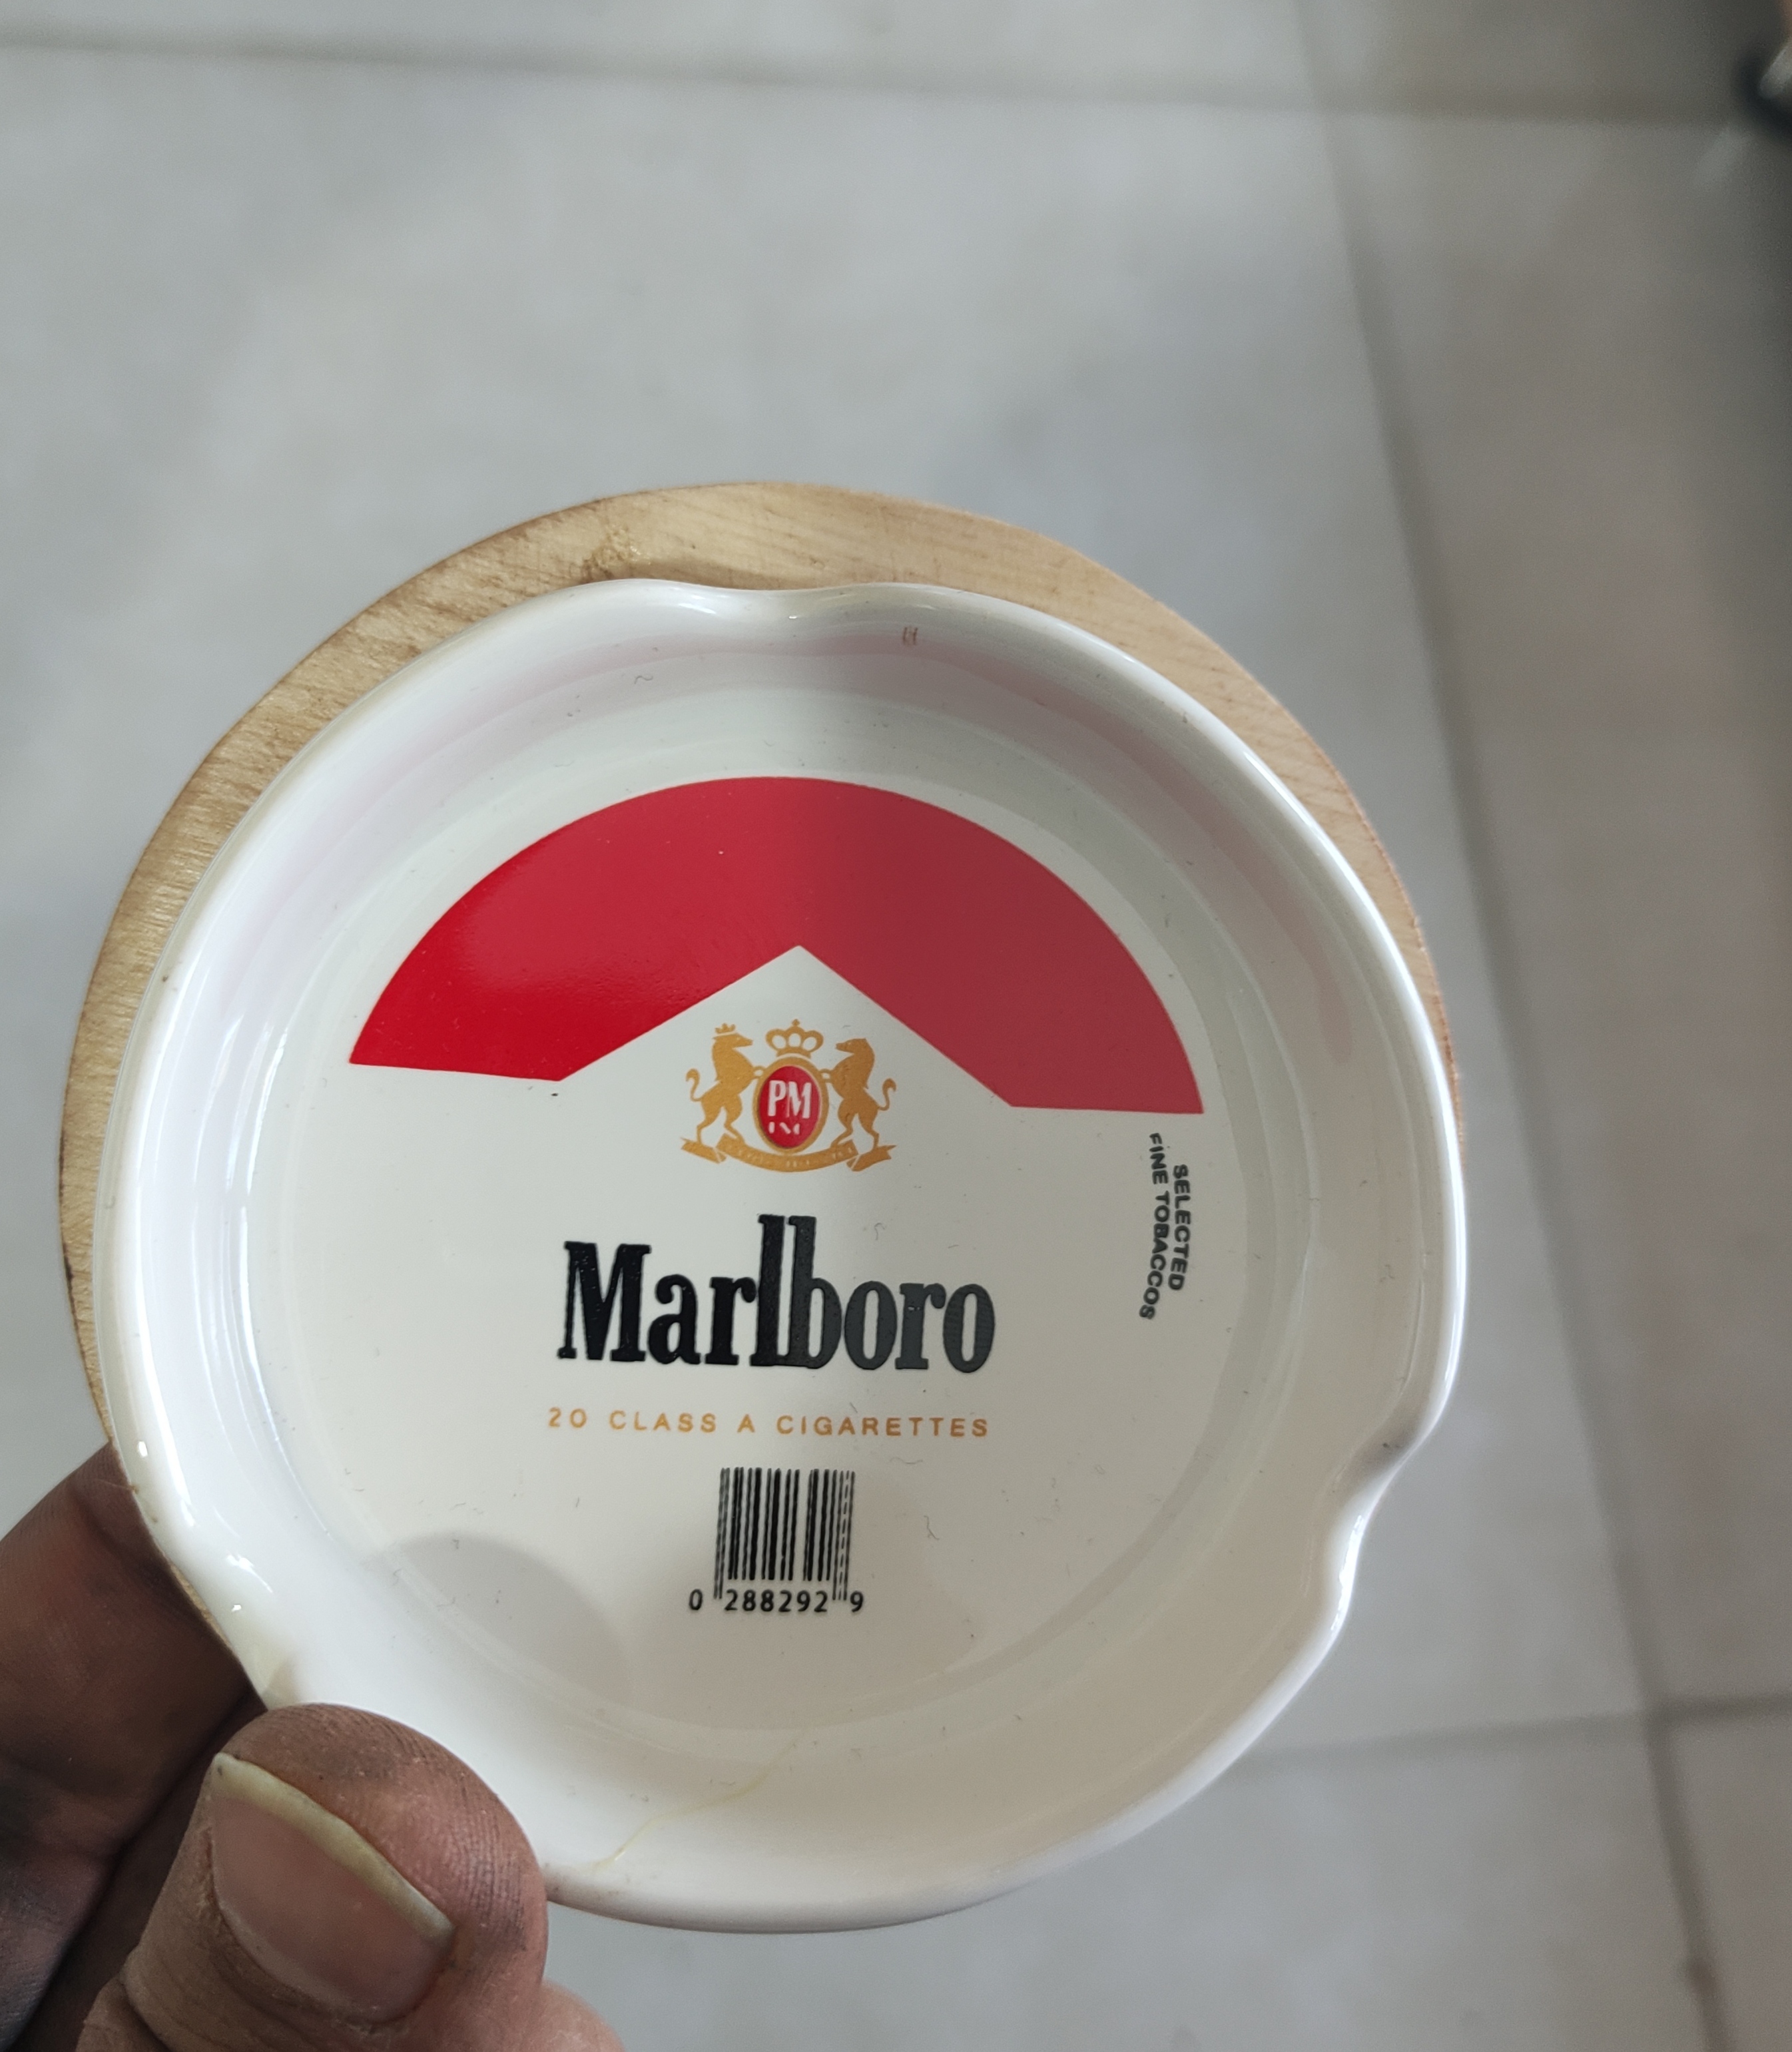 PM
Marlboro
20 CLASS A CIGARETTES
0 288292 9
SELECTED
FINE TOBACCOS